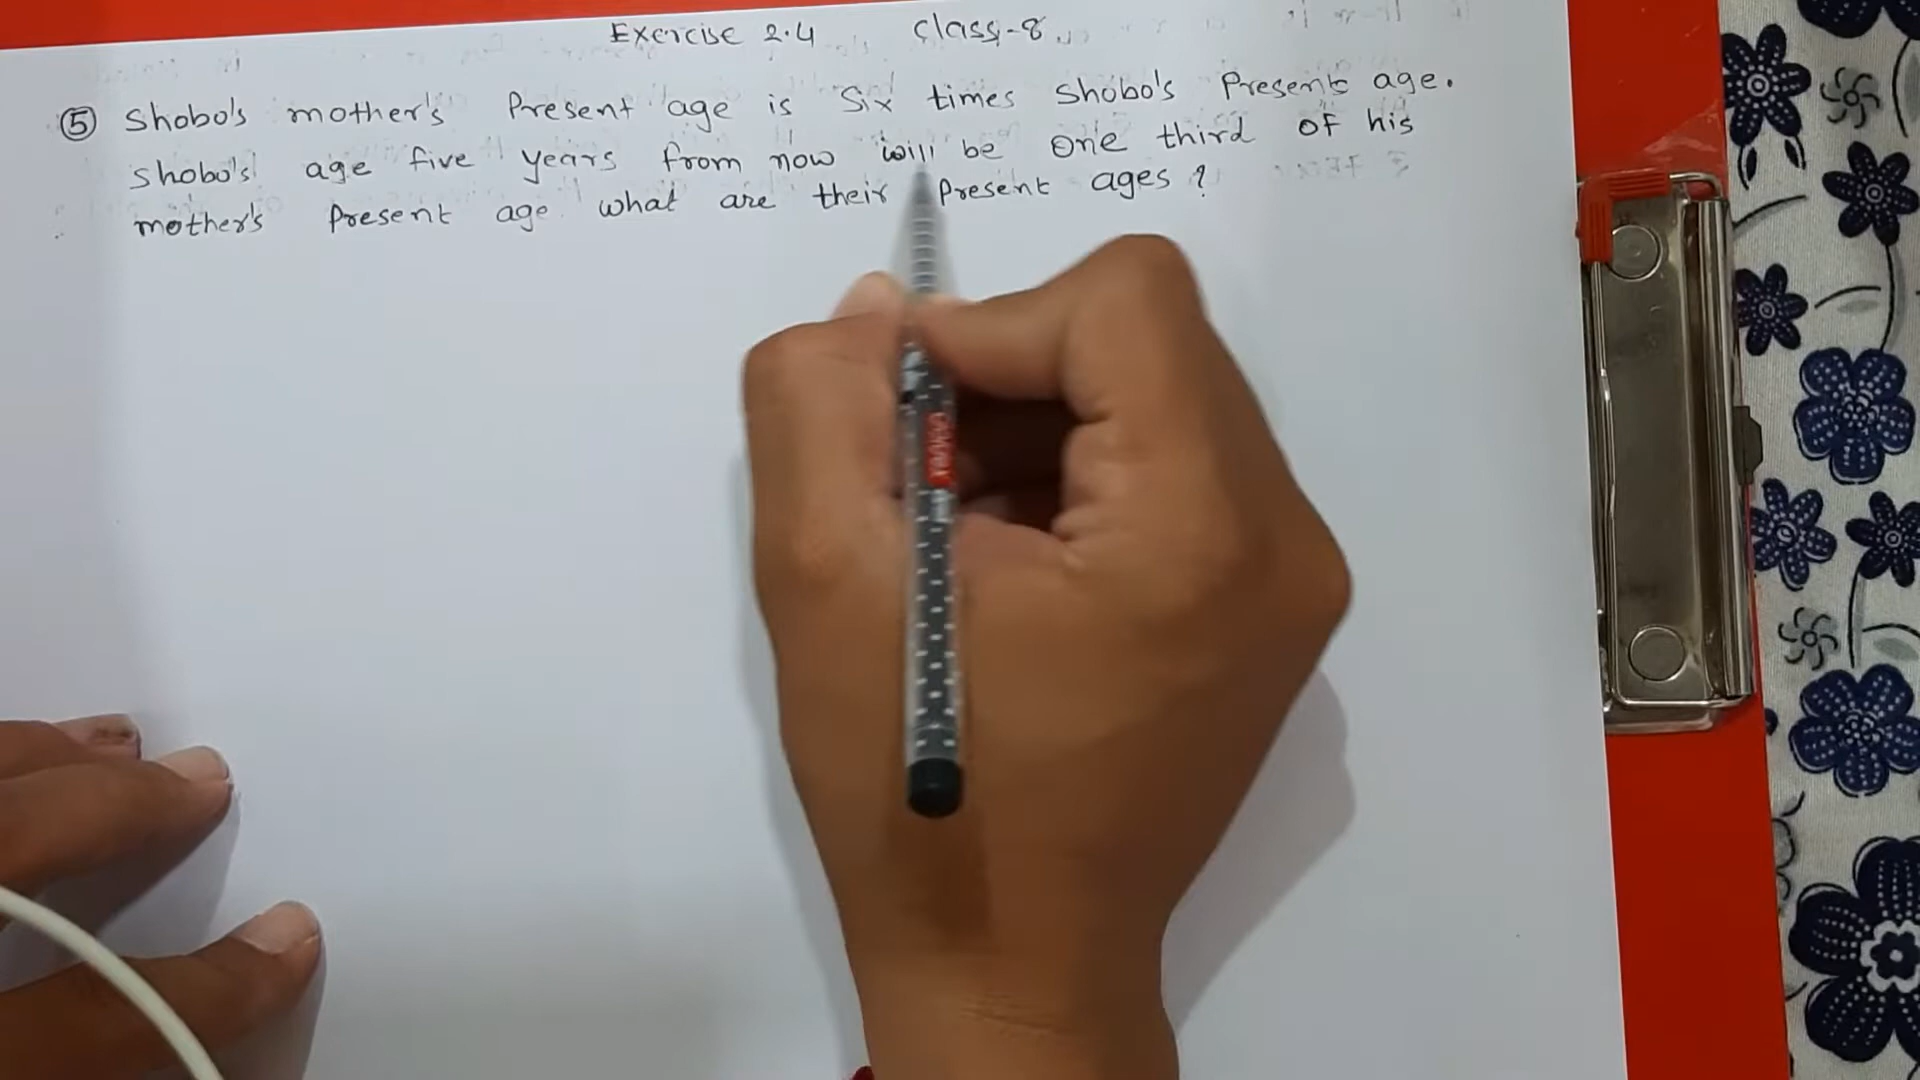 Exercise 2.4 Class-8
⑤ Shobo's mother's Present age is Six times Shobo's Present age.
Shobo's age five years from now will be one third of his
mother's Present age. what are their Present ages?